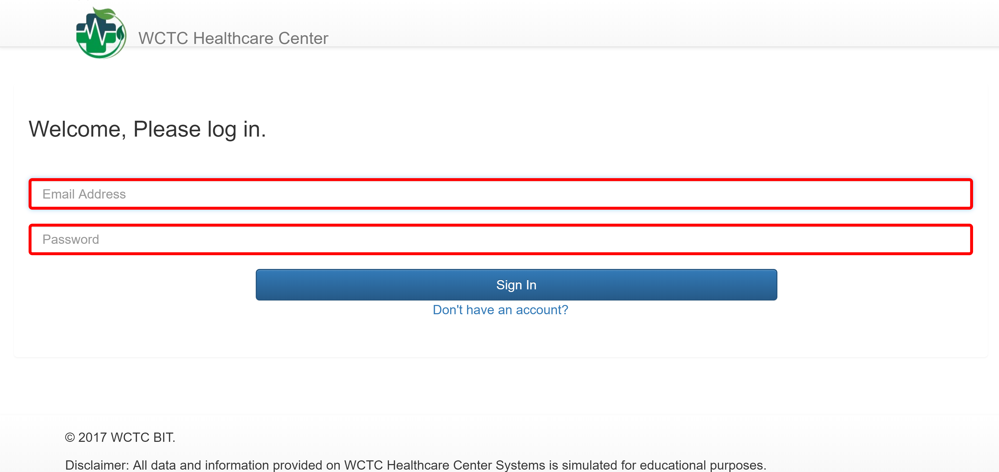 WCTC Healthcare Center
Welcome, Please log in.
Email Address
Password
Sign In
Don't have an account?
© 2017 WCTC BIT.
Disclaimer: All data and information provided on WCTC Healthcare Center Systems is simulated for educational purposes.